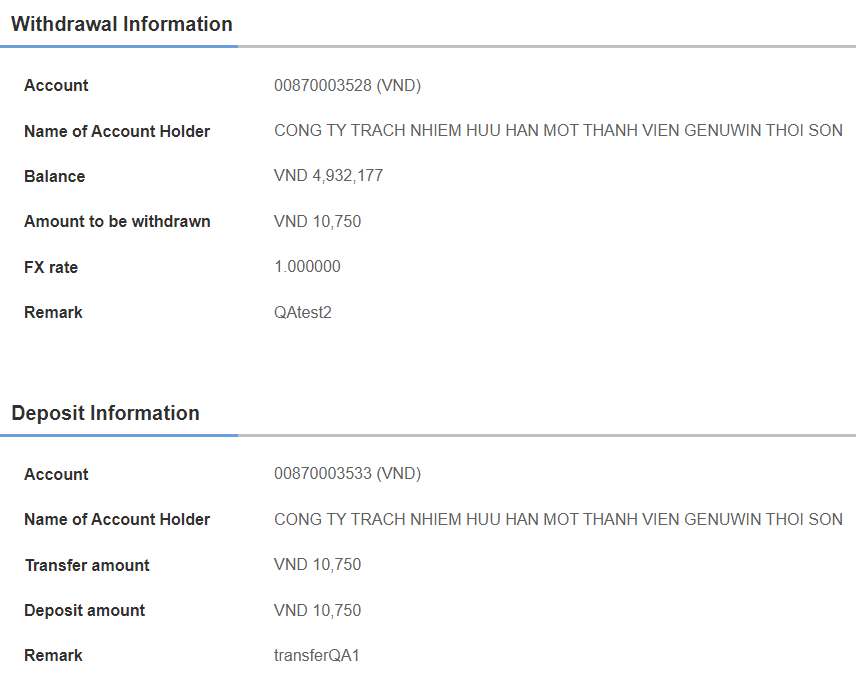 Withdrawal Information
Account 00870003528 (VND)
Name of Account Holder CONG TY TRACH NHIEM HUU HAN MOT THANH VIEN GENUWIN THOI SON
Balance VND 4,932,177
Amount to be withdrawn VND 10,750
FX rate 1.000000
Remark QAtest2
Deposit Information
Account 00870003533 (VND)
Name of Account Holder CONG TY TRACH NHIEM HUU HAN MOT THANH VIEN GENUWIN THOI SON
Transfer amount VND 10,750
Deposit amount VND 10,750
Remark transferQA1